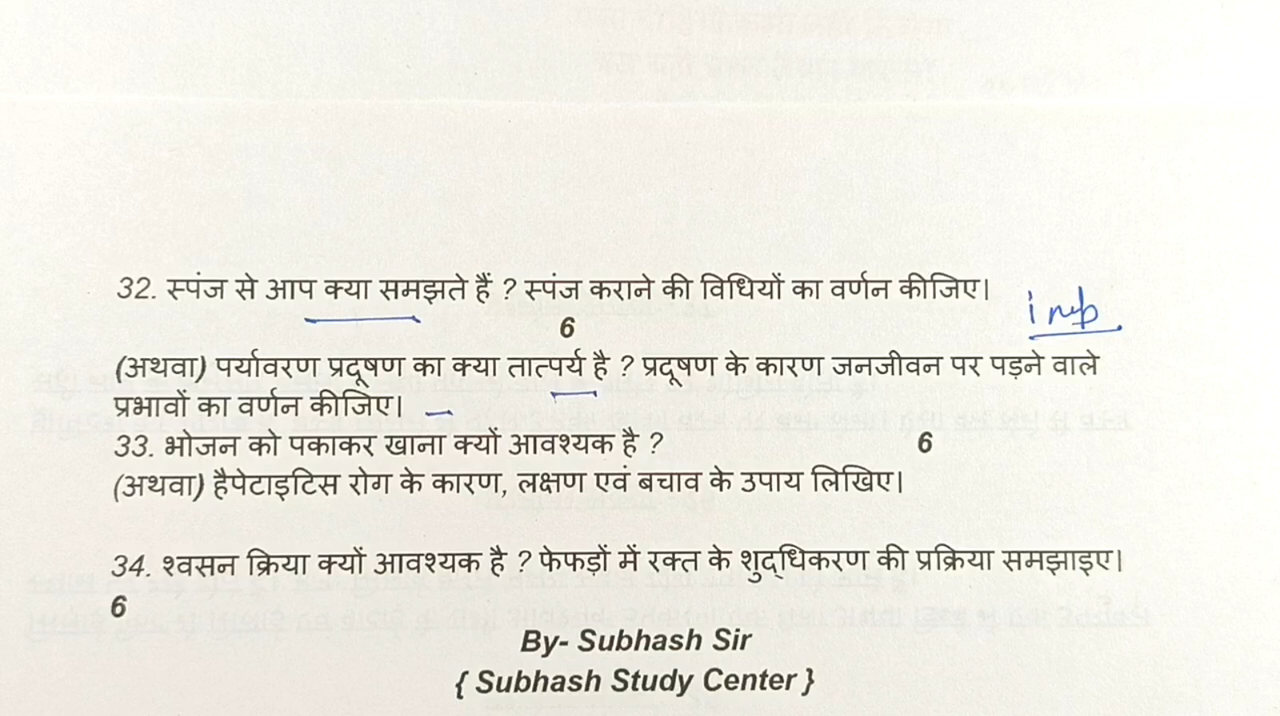 32. स्पंज से आप क्या समझते हैं ? स्पंज कराने की विधियों का वर्णन कीजिए।
imp
6
(अथवा) पर्यावरण प्रदूषण का क्या तात्पर्य है ? प्रदूषण के कारण जनजीवन पर पड़ने वाले
प्रभावों का वर्णन कीजिए।
33. भोजन को पकाकर खाना क्यों आवश्यक है ? 6
(अथवा) हैपेटाइटिस रोग के कारण, लक्षण एवं बचाव के उपाय लिखिए।
34. श्वसन क्रिया क्यों आवश्यक है ? फेफड़ों में रक्त के शुद्धिकरण की प्रक्रिया समझाइए।
6
By- Subhash Sir
{ Subhash Study Center }